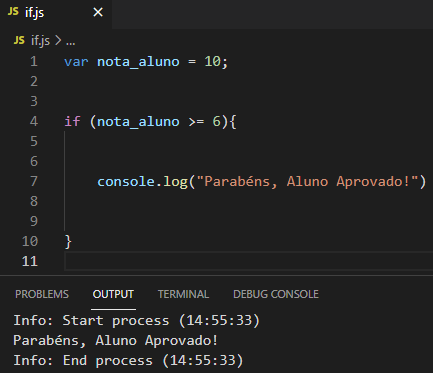 JS if.js ×
JS if.js > ...
1 var nota_aluno = 10;
2
3
4 if (nota_aluno >= 6){
5
6
7 console.log("Parabéns, Aluno Aprovado!")
8
9
10 }
11
PROBLEMS OUTPUT TERMINAL DEBUG CONSOLE
Info: Start process (14:55:33)
Parabéns, Aluno Aprovado!
Info: End process (14:55:33)